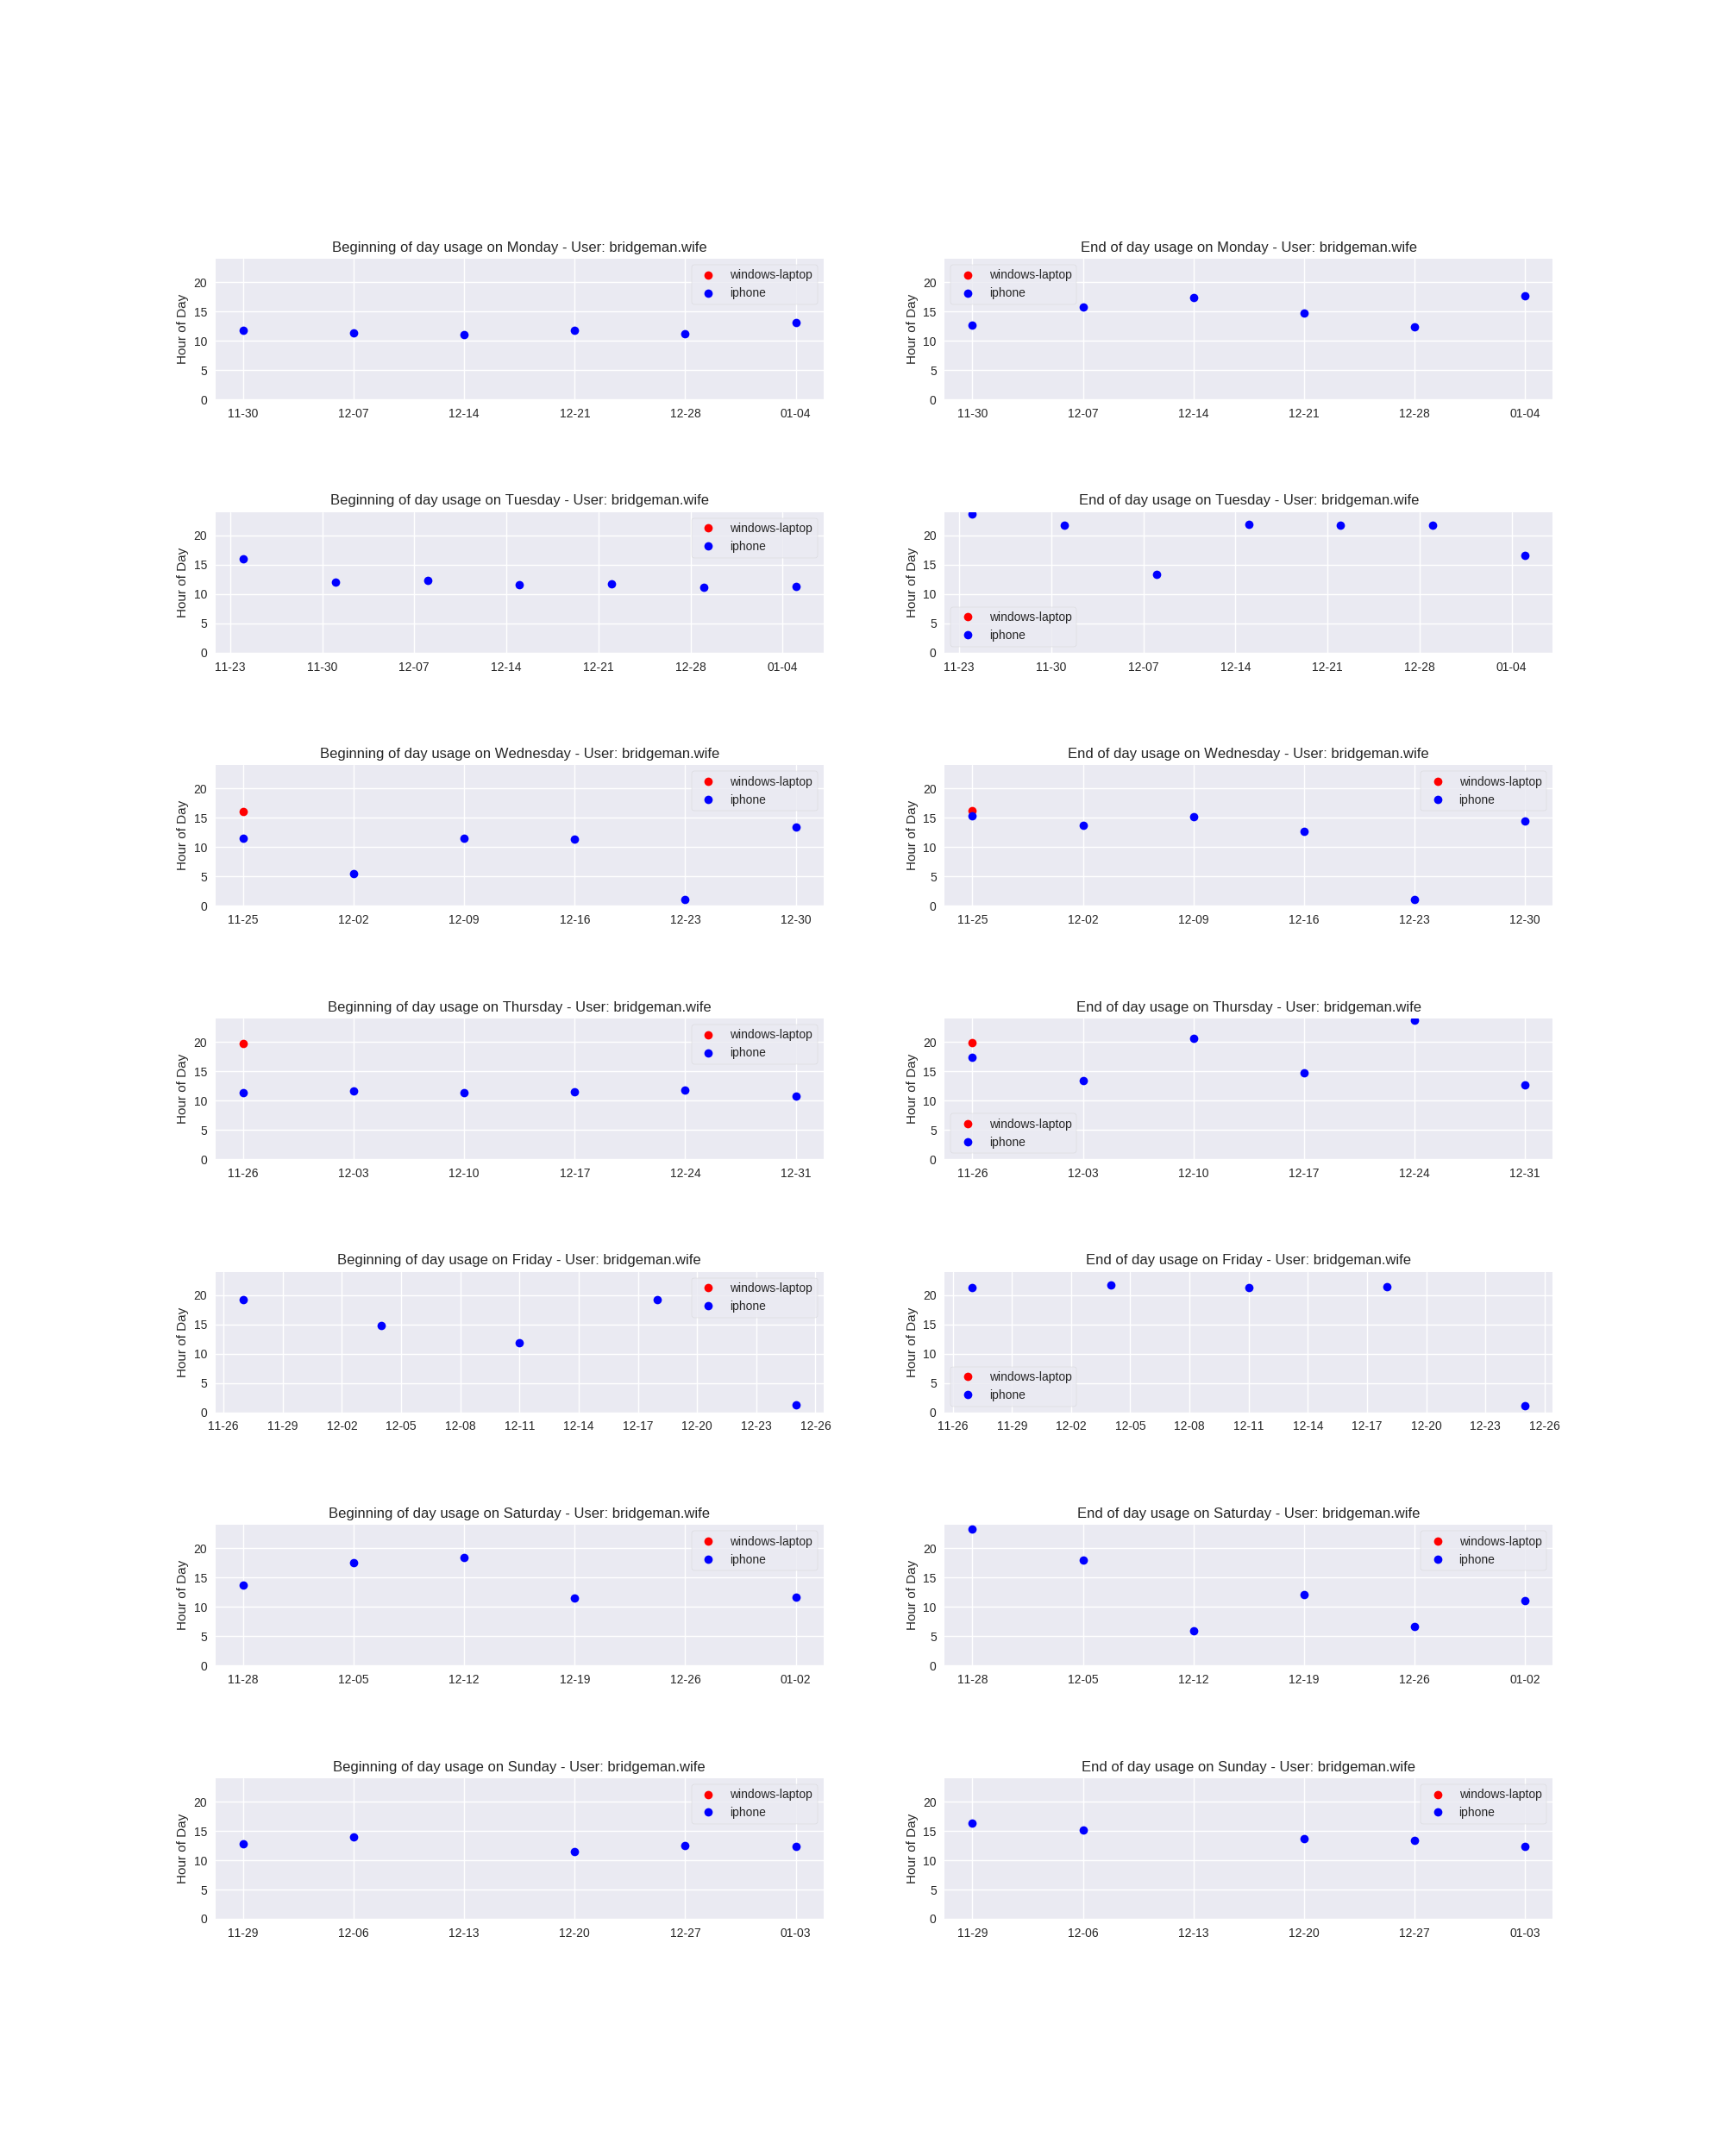 Beginning of day usage on Monday - User: bridgeman.wife
Hour of Day
20
15
10
5
0
windows-laptop
iphone
11-30 12-07 12-14 12-21 12-28 01-04
End of day usage on Monday - User: bridgeman.wife
Hour of Day
20
15
10
5
0
windows-laptop
iphone
11-30 12-07 12-14 12-21 12-28 01-04
Beginning of day usage on Tuesday - User: bridgeman.wife
Hour of Day
20
15
10
5
0
windows-laptop
iphone
11-23 11-30 12-07 12-14 12-21 12-28 01-04
End of day usage on Tuesday - User: bridgeman.wife
Hour of Day
20
15
10
5
0
windows-laptop
iphone
11-23 11-30 12-07 12-14 12-21 12-28 01-04
Beginning of day usage on Wednesday - User: bridgeman.wife
Hour of Day
20
15
10
5
0
windows-laptop
iphone
11-25 12-02 12-09 12-16 12-23 12-30
End of day usage on Wednesday - User: bridgeman.wife
Hour of Day
20
15
10
5
0
windows-laptop
iphone
11-25 12-02 12-09 12-16 12-23 12-30
Beginning of day usage on Thursday - User: bridgeman.wife
Hour of Day
20
15
10
5
0
windows-laptop
iphone
11-26 12-03 12-10 12-17 12-24 12-31
End of day usage on Thursday - User: bridgeman.wife
Hour of Day
20
15
10
5
0
windows-laptop
iphone
11-26 12-03 12-10 12-17 12-24 12-31
Beginning of day usage on Friday - User: bridgeman.wife
Hour of Day
20
15
10
5
0
windows-laptop
iphone
11-26 11-29 12-02 12-05 12-08 12-11 12-14 12-17 12-20 12-23 12-26
End of day usage on Friday - User: bridgeman.wife
Hour of Day
20
15
10
5
0
windows-laptop
iphone
11-26 11-29 12-02 12-05 12-08 12-11 12-14 12-17 12-20 12-23 12-26
Beginning of day usage on Saturday - User: bridgeman.wife
Hour of Day
20
15
10
5
0
windows-laptop
iphone
11-28 12-05 12-12 12-19 12-26 01-02
End of day usage on Saturday - User: bridgeman.wife
Hour of Day
20
15
10
5
0
windows-laptop
iphone
11-28 12-05 12-12 12-19 12-26 01-02
Beginning of day usage on Sunday - User: bridgeman.wife
Hour of Day
20
15
10
5
0
windows-laptop
iphone
11-29 12-06 12-13 12-20 12-27 01-03
End of day usage on Sunday - User: bridgeman.wife
Hour of Day
20
15
10
5
0
windows-laptop
iphone
11-29 12-06 12-13 12-20 12-27 01-03